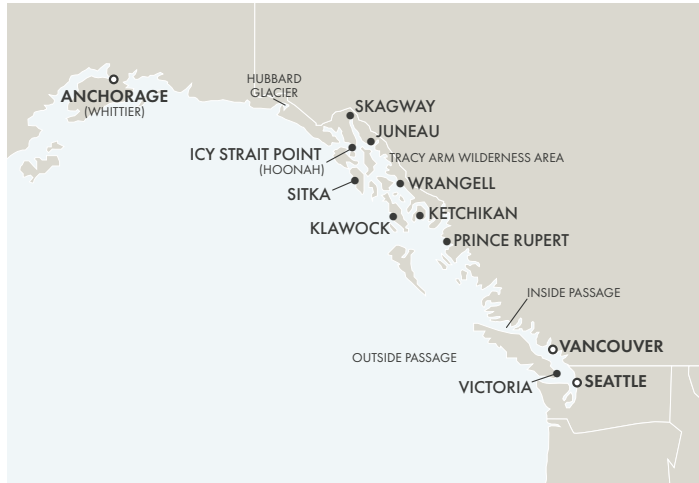 HUBBARD
GLACIER
ANCHORAGE
(WHITTIER)
SKAGWAY
JUNEAU
ICY STRAIT POINT
(HOONAH)
TRACY ARM WILDERNESS AREA
SITKA
WRANGELL
KLAWOCK
KETCHIKAN
PRINCE RUPERT
INSIDE PASSAGE
OUTSIDE PASSAGE
VANCOUVER
VICTORIA
SEATTLE